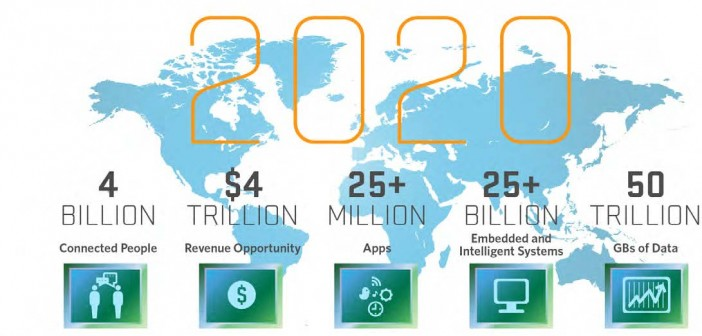 2020
4
BILLION
Connected People
$4
TRILLION
Revenue Opportunity
25+
MILLION
Apps
25+
BILLION
Embedded and
Intelligent Systems
50
TRILLION
GBs of Data
$